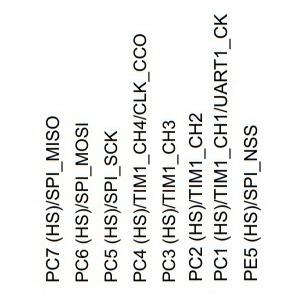 PC7 (HS)/SPI_MISO
PC6 (HS)/SPI_MOSI
PC5 (HS)/SPI_SCK
PC4 (HS)/TIM1_CH4/CLK_CCO
PC3 (HS)/TIM1_CH3
PC2 (HS)/TIM1_CH2
PC1 (HS)/TIM1_CH1/UART1_CK
PE5 (HS)/SPI_NSS